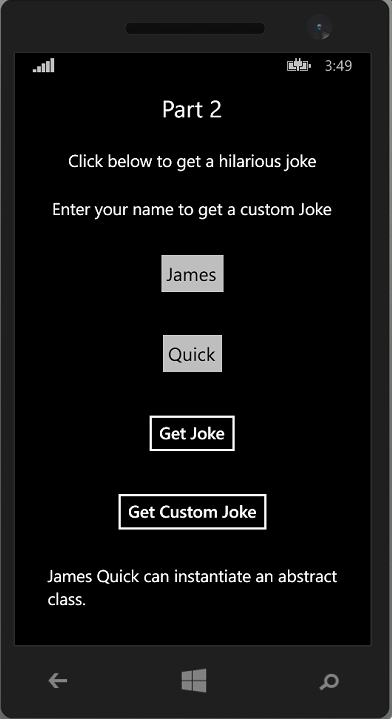 3:49
Part 2
Click below to get a hilarious joke
Enter your name to get a custom Joke
James
Quick
Get Joke
Get Custom Joke
James Quick can instantiate an abstract
class.